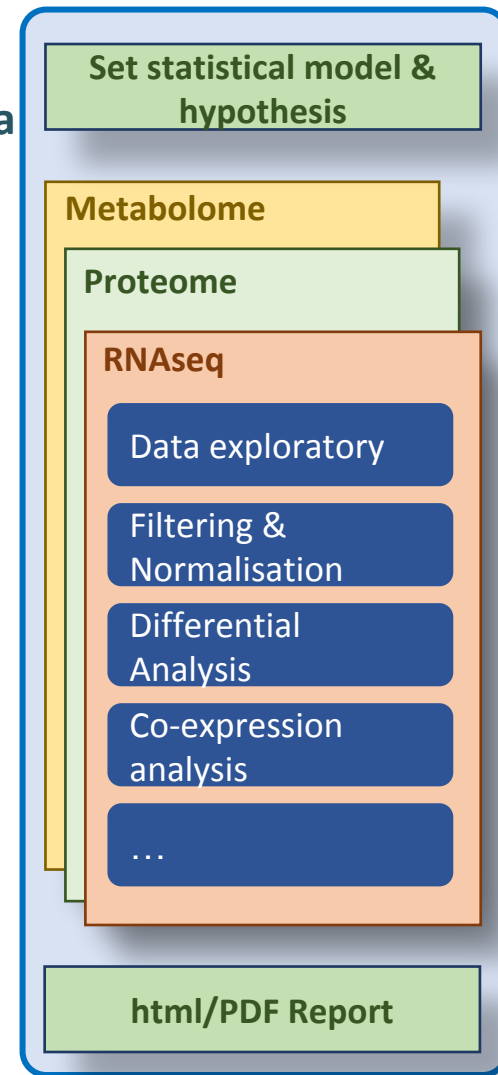 Set statistical model &
hypothesis
a
Metabolome
Proteome
RNAseq
Data exploratory
Filtering &
Normalisation
Differential
Analysis
Co-expression
analysis
...
html/PDF Report